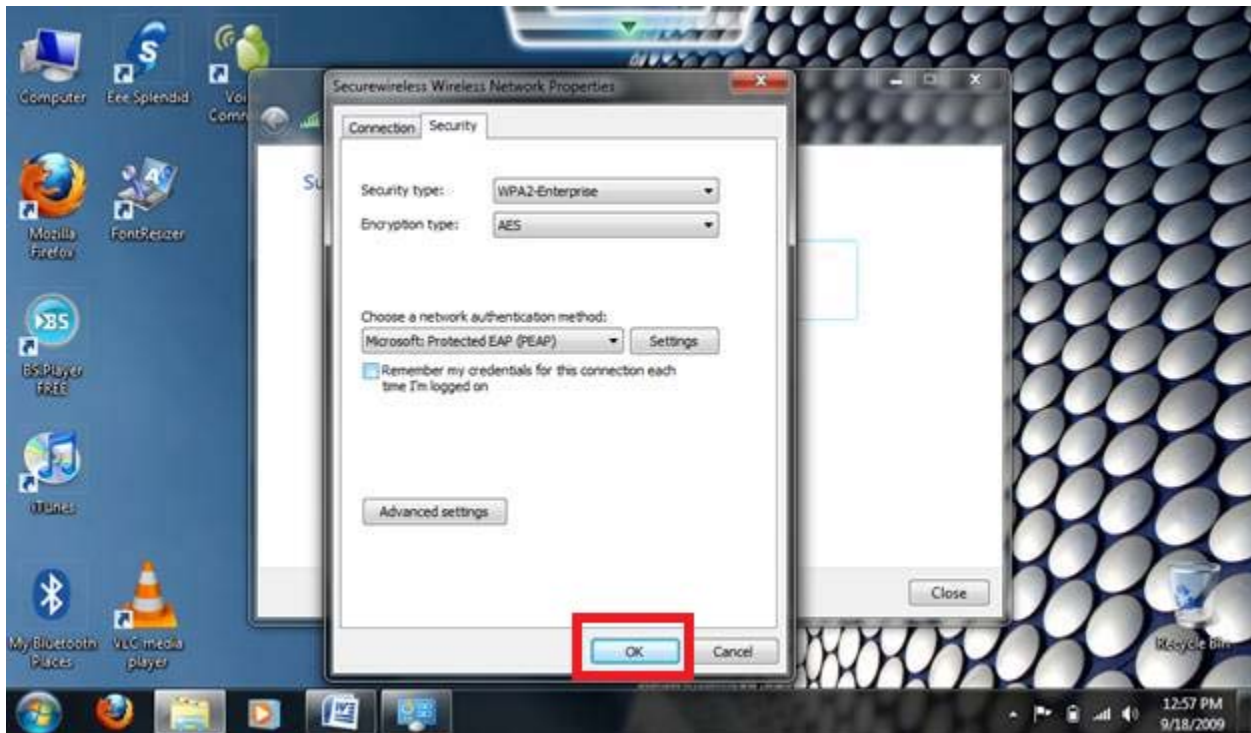 Computer
Eee Splendid
Mozilla
Firefox
FontResizer
BS.Player
FREE
iTunes
My Bluetooth
Places
VLC media
player
Securewireless Wireless Network Properties
Connection
Security
Security type:
WPA2-Enterprise
Encryption type:
AES
Choose a network authentication method:
Microsoft: Protected EAP (PEAP)
Settings
Remember my credentials for this connection each
time I'm logged on
Advanced settings
OK
Cancel
Su
Close
Recycle Bin
12:57 PM
9/18/2009